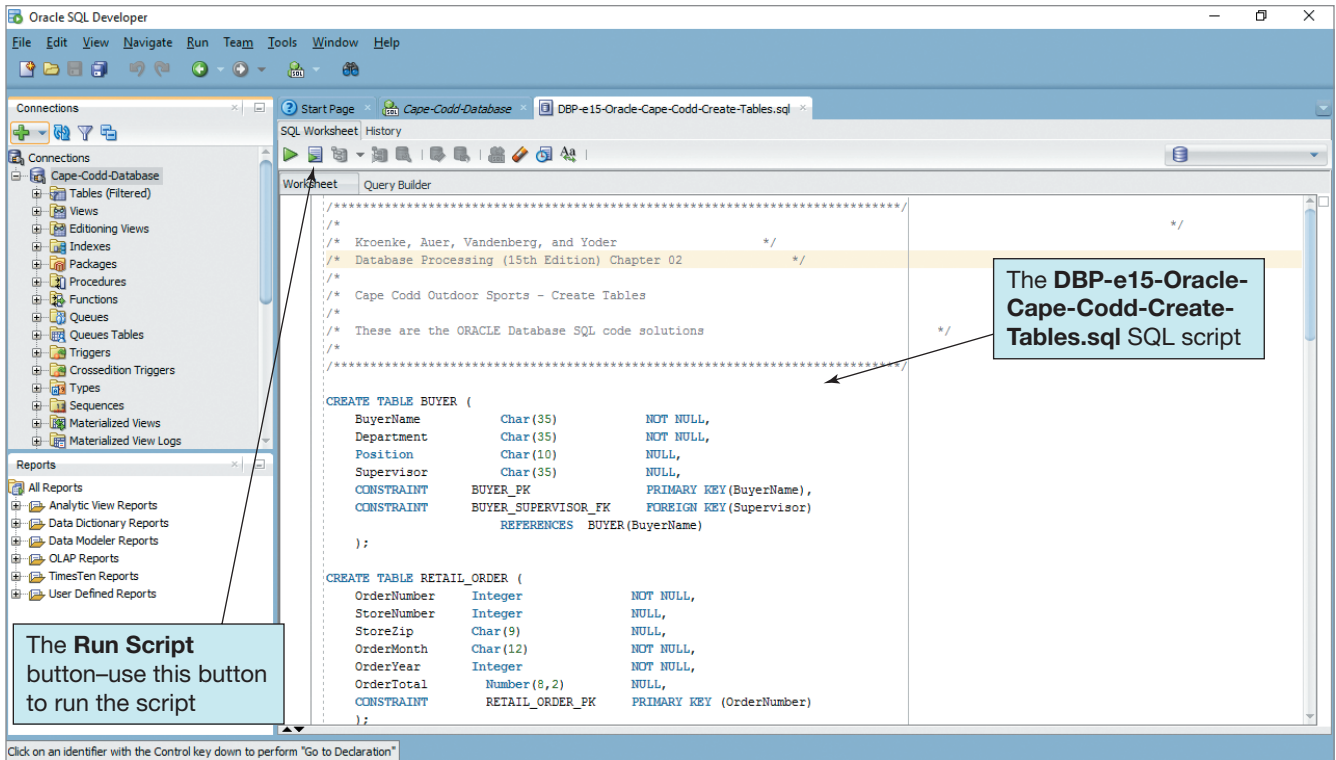 Oracle SQL Developer
File Edit View Navigate Run Team Tools Window Help
Connections
Connections
Cape-Codd-Database
Tables (Filtered)
Views
Editioning Views
Indexes
Packages
Procedures
Functions
Queues
Queues Tables
Triggers
Crossedition Triggers
Types
Sequences
Materialized Views
Materialized View Logs
Reports
All Reports
Analytic View Reports
Data Dictionary Reports
Data Modeler Reports
OLAP Reports
TimesTen Reports
User Defined Reports
The Run Script
button–use this button
to run the script
Start Page Cape-Codd-Database DBP-e15-Oracle-Cape-Codd-Create-Tables.sql
SQL Worksheet History
Worksheet Query Builder
/******************************************************************************/
/* */
/* Kroenke, Auer, Vandenberg, and Yoder */
/* Database Processing (15th Edition) Chapter 02 */
/*
/* Cape Codd Outdoor Sports - Create Tables
/*
/* These are the ORACLE Database SQL code solutions */
/*
/******************************************************************************/
CREATE TABLE BUYER (
BuyerName Char(35) NOT NULL,
Department Char(35) NOT NULL,
Position Char(10) NULL,
Supervisor Char(35) NULL,
CONSTRAINT BUYER_PK PRIMARY KEY(BuyerName),
CONSTRAINT BUYER_SUPERVISOR_FK FOREIGN KEY(Supervisor)
REFERENCES BUYER(BuyerName)
);
CREATE TABLE RETAIL_ORDER (
OrderNumber Integer NOT NULL,
StoreNumber Integer NULL,
StoreZip Char(9) NULL,
OrderMonth Char(12) NOT NULL,
OrderYear Integer NOT NULL,
OrderTotal Number(8,2) NULL,
CONSTRAINT RETAIL_ORDER_PK PRIMARY KEY (OrderNumber)
);
The DBP-e15-Oracle-
Cape-Codd-Create-
Tables.sql SQL script
Click on an identifier with the Control key down to perform "Go to Declaration"